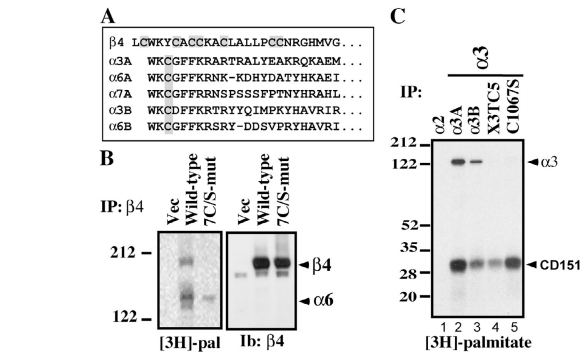 A
β4 LCWKYCACCKACLALLPCCNRGHMVG...
α3A WKCGFFKRARTRALYEAKRQKAEM...
α6A WKCGFFKRNK-KDHYDATYHKAEI...
α7A WKCGFFKRRNSPSSSFPTNYHRAHL...
α3B WKCDFFKRTRYYQIMPKYHAVRIR...
α6B WKCGFFKRSRY-DDSVPRYHAVRI...
B
IP: β4
Vec
Wild-type
7C/S-mut
Vec
Wild-type
7C/S-mut
212
122
β4
α6
[3H]-pal
Ib: β4
C
α3
IP:
α2
α3A
α3B
X3TC5
C1067S
212
122
52
35
28
20
α3
CD151
1 2 3 4 5
[3H]-palmitate